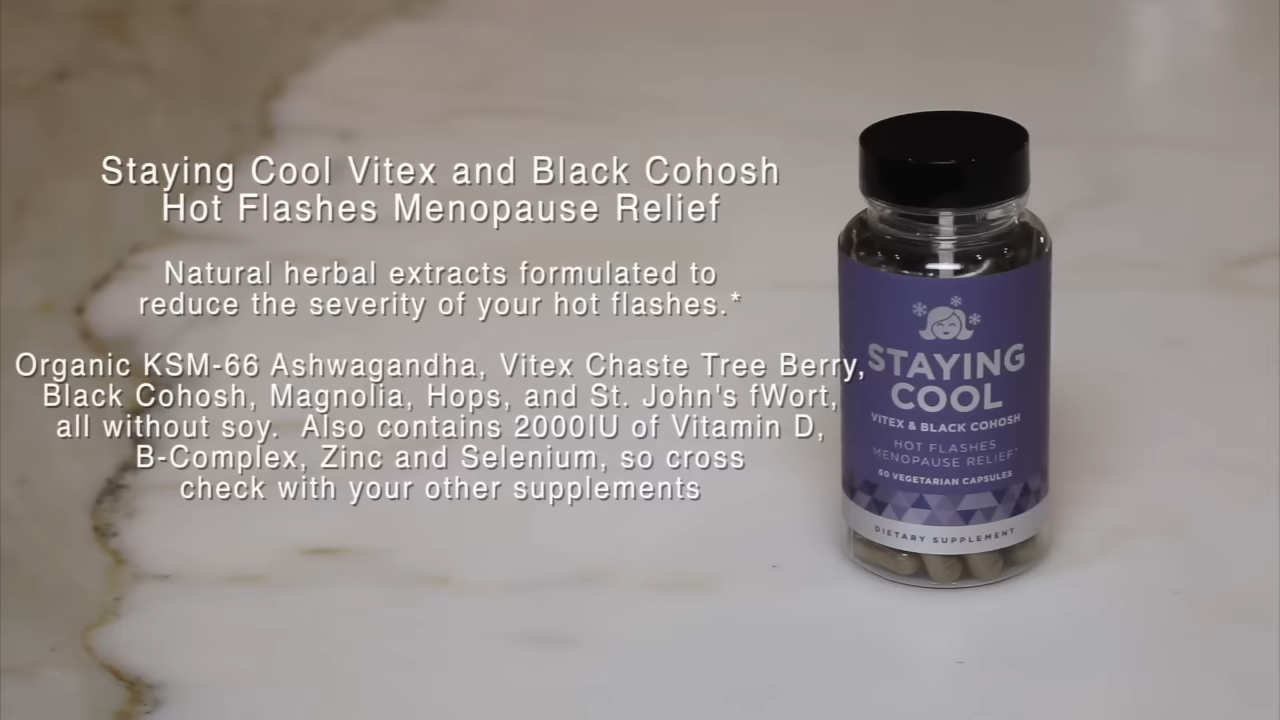 Staying Cool Vitex and Black Cohosh
Hot Flashes Menopause Relief
Natural herbal extracts formulated to
reduce the severity of your hot flashes.*
Organic KSM-66 Ashwagandha, Vitex Chaste Tree Berry,
Black Cohosh, Magnolia, Hops, and St. John's fWort,
all without soy.  Also contains 2000IU of Vitamin D,
B-Complex, Zinc and Selenium, so cross
check with your other supplements
STAYING
COOL
VITEX & BLACK COHOSH
HOT FLASHES
MENOPAUSE RELIEF*
60 VEGETARIAN CAPSULES
DIETARY SUPPLEMENT